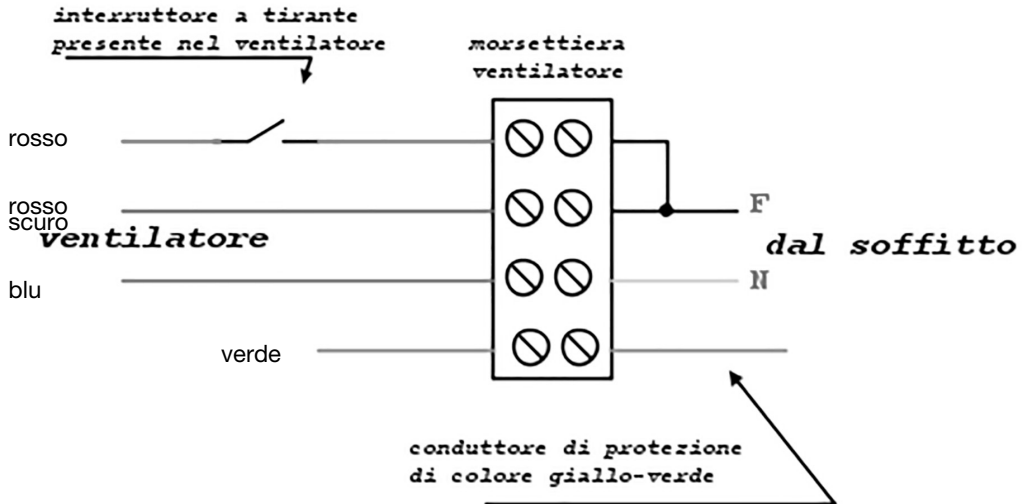 interruttore a tirante
presente nel ventilatore
morsettiera
ventilatore
rosso
rosso
scuro
F
ventilatore
dal soffitto
blu
N
verde
conduttore di protezione
di colore giallo-verde